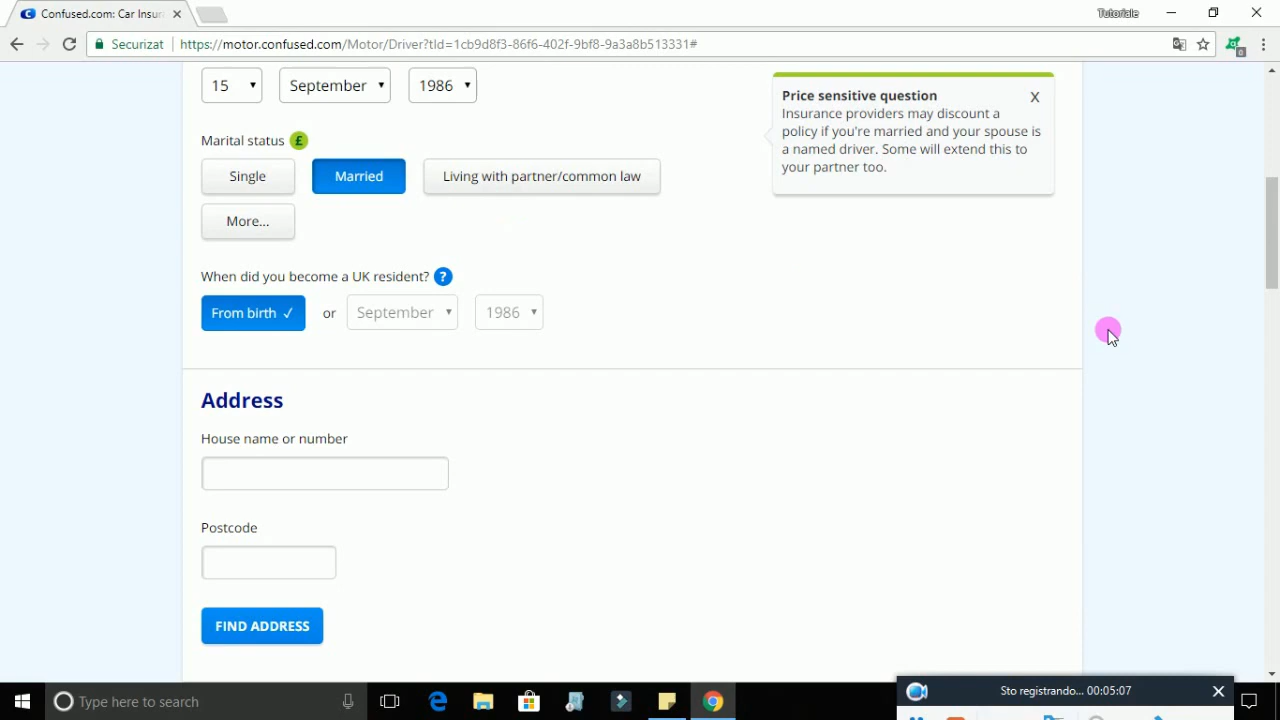 Confused.com: Car Insur
Tutoriale
Securizat
https://motor.confused.com/Motor/Driver?tId=1cb9d8f3-86f6-402f-9bf8-9a3a8b513331#
0
15
September
1986
Price sensitive question
X
Insurance providers may discount a
policy if you're married and your spouse is
a named driver. Some will extend this to
your partner too.
Marital status £
Single
Married
Living with partner/common law
More...
When did you become a UK resident? ?
From birth ✓
or
September
1986
Address
House name or number
Postcode
FIND ADDRESS
Type here to search
Sto registrando... 00:05:07